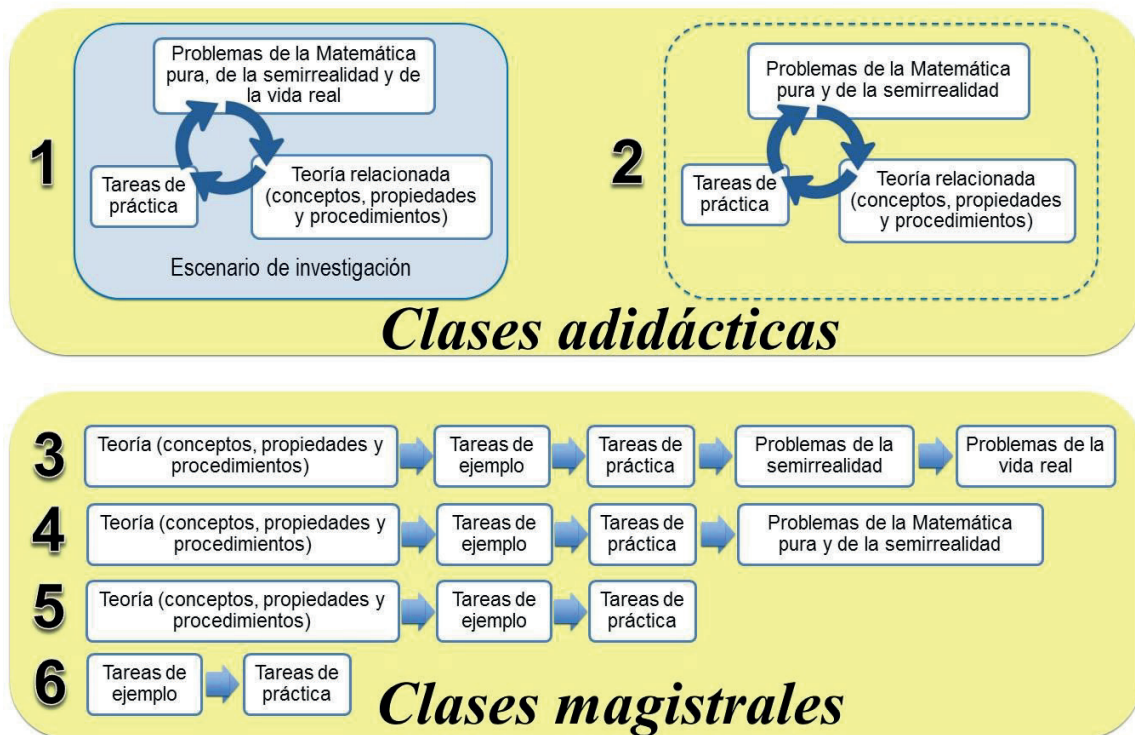 1
Problemas de la Matemática
pura, de la semirrealidad y de
la vida real
Tareas de
práctica
Teoría relacionada
(conceptos, propiedades
y procedimientos)
Escenario de investigación
2
Problemas de la Matemática
pura y de la semirrealidad
Tareas de
práctica
Teoría relacionada
(conceptos, propiedades
y procedimientos)
Clases adidácticas
3
Teoría (conceptos, propiedades y
procedimientos)
Tareas de
ejemplo
Tareas de
práctica
Problemas de la
semirrealidad
Problemas de la
vida real
4
Teoría (conceptos, propiedades y
procedimientos)
Tareas de
ejemplo
Tareas de
práctica
Problemas de la Matemática
pura y de la semirrealidad
5
Teoría (conceptos, propiedades y
procedimientos)
Tareas de
ejemplo
Tareas de
práctica
6
Tareas de
ejemplo
Tareas de
práctica
Clases magistrales